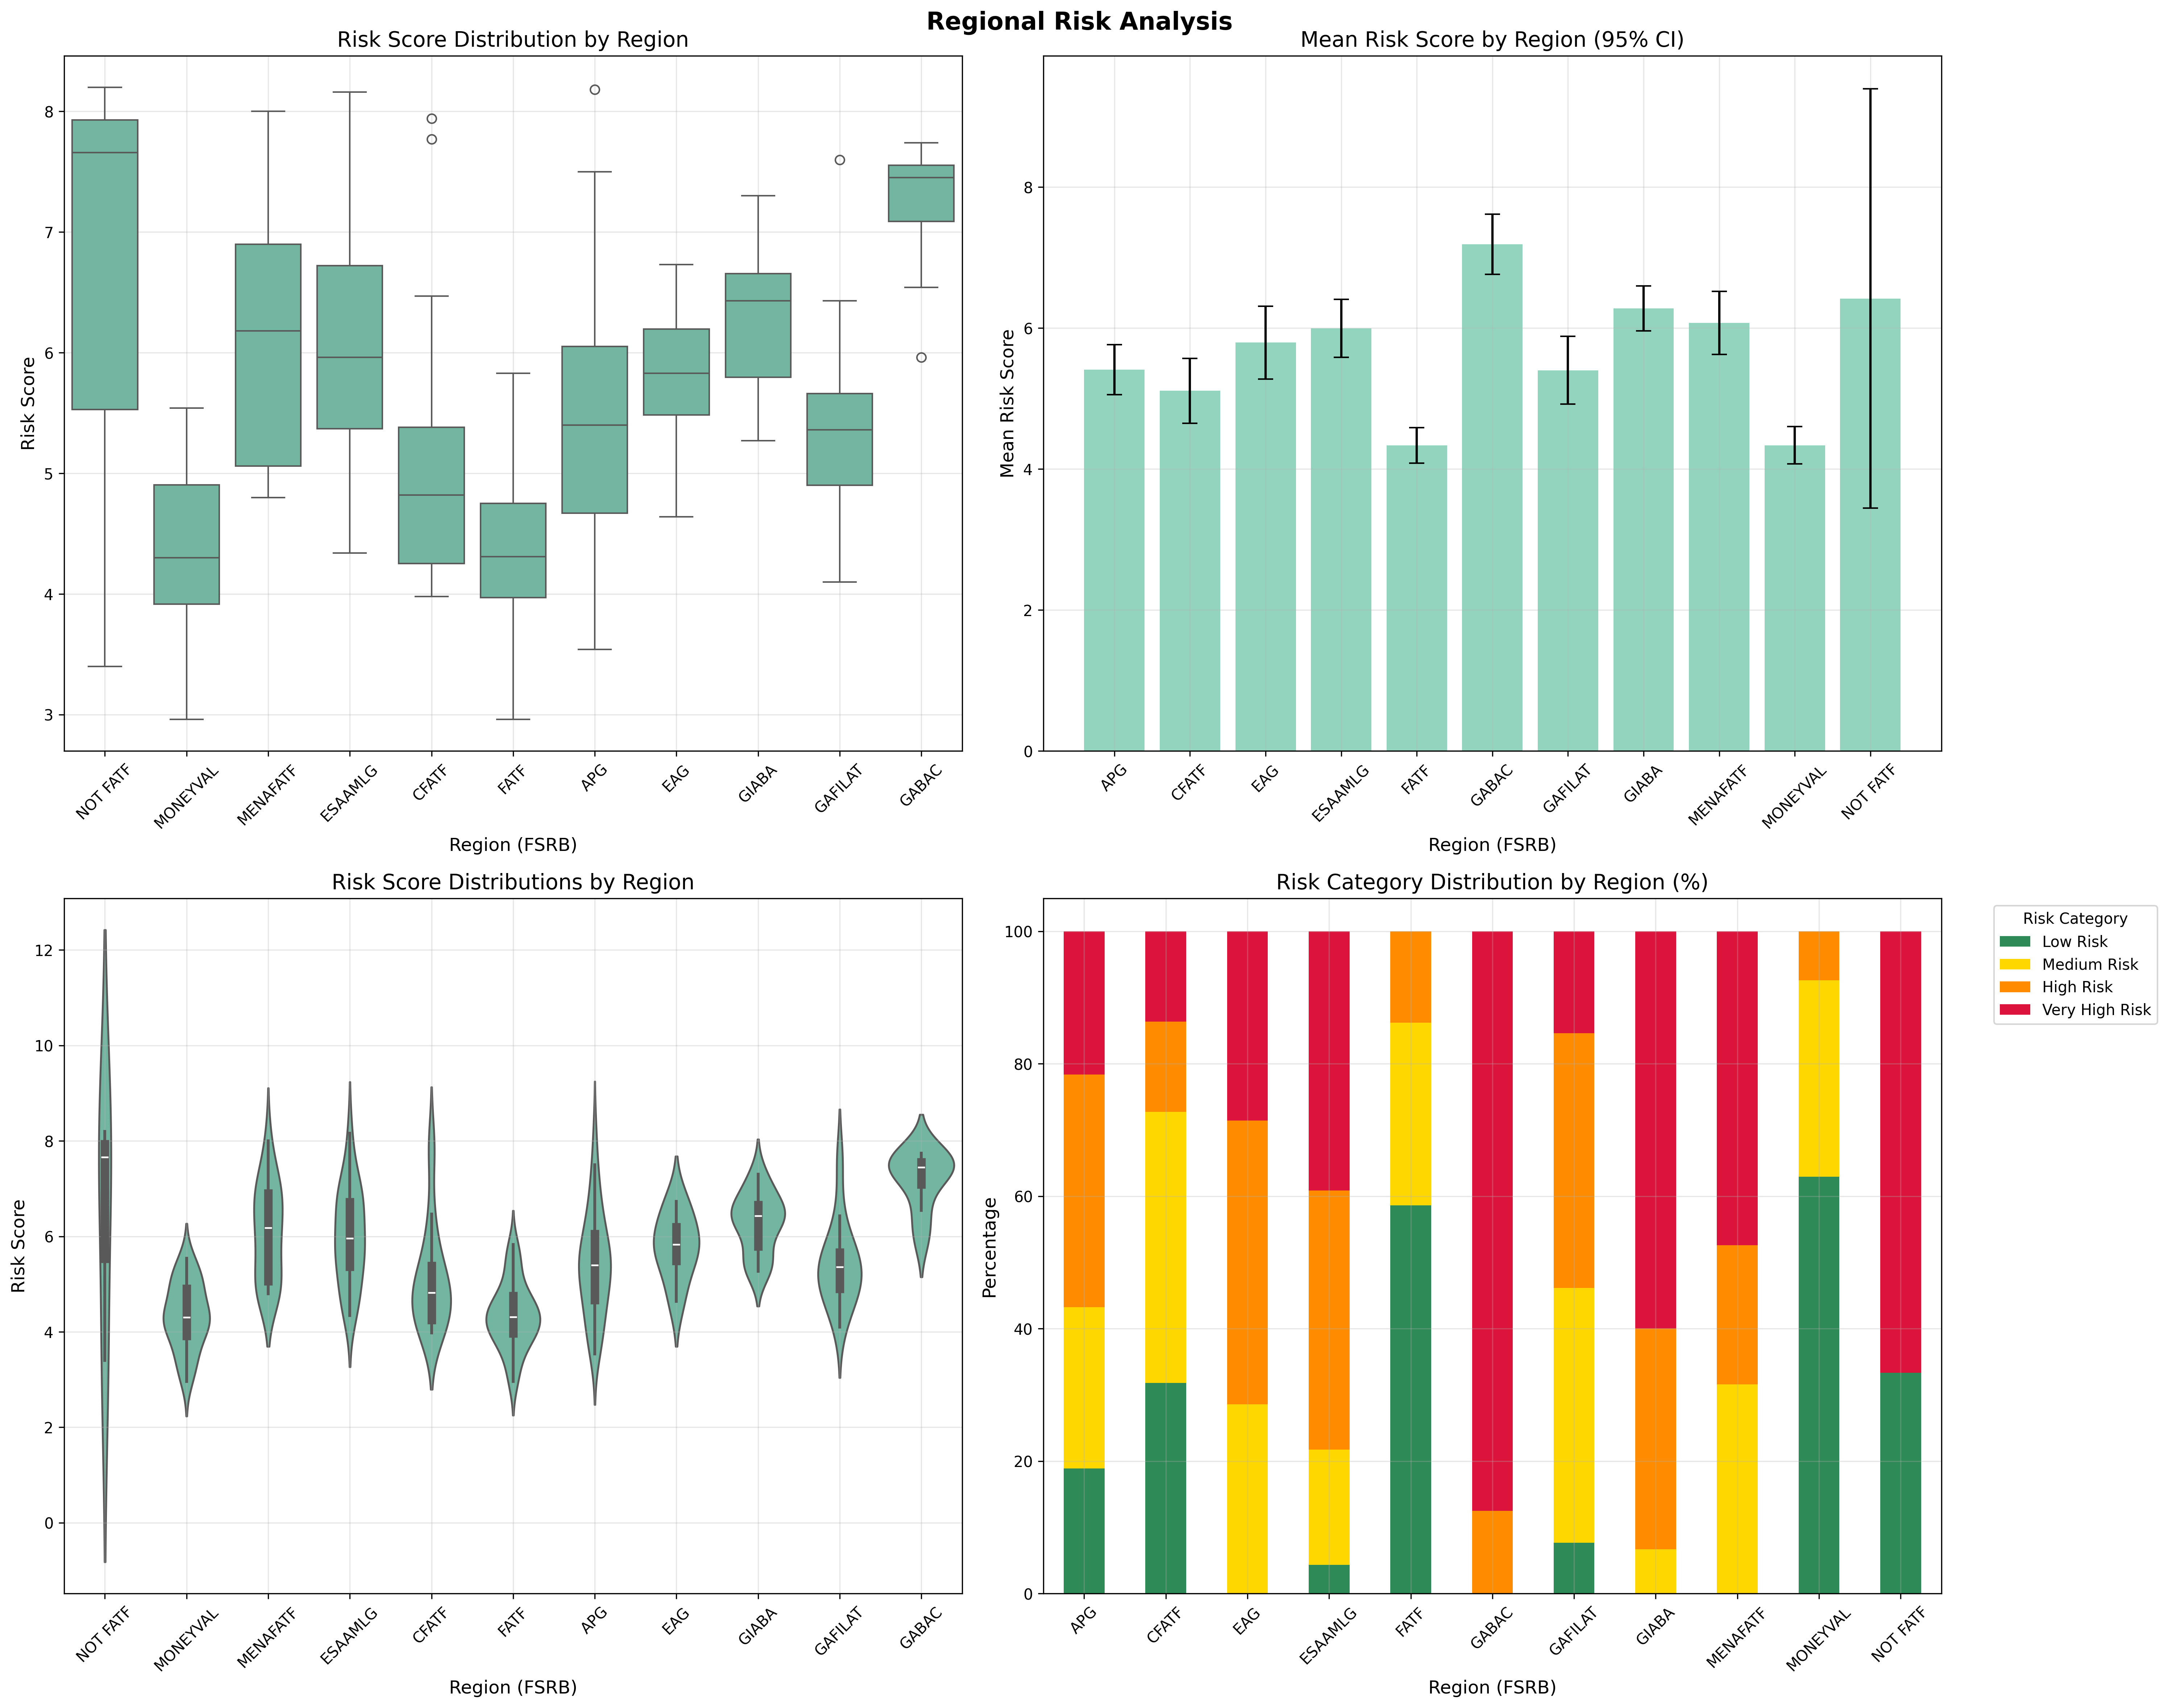 Regional Risk Analysis
Risk Score Distribution by Region
Risk Score
8
7
6
5
4
3
NOT FATF
MONEYVAL
MENAFATF
ESAAMLG
CFATF
FATF
APG
EAG
GIABA
GAFILAT
GABAC
Region (FSRB)
Mean Risk Score by Region (95% CI)
Mean Risk Score
8
6
4
2
0
APG
CFATF
EAG
ESAAMLG
FATF
GABAC
GAFILAT
GIABA
MENAFATF
MONEYVAL
NOT FATF
Region (FSRB)
Risk Score Distributions by Region
Risk Score
12
10
8
6
4
2
0
NOT FATF
MONEYVAL
MENAFATF
ESAAMLG
CFATF
FATF
APG
EAG
GIABA
GAFILAT
GABAC
Region (FSRB)
Risk Category Distribution by Region (%)
Percentage
100
80
60
40
20
0
APG
CFATF
EAG
ESAAMLG
FATF
GABAC
GAFILAT
GIABA
MENAFATF
MONEYVAL
NOT FATF
Region (FSRB)
Risk Category
Low Risk
Medium Risk
High Risk
Very High Risk